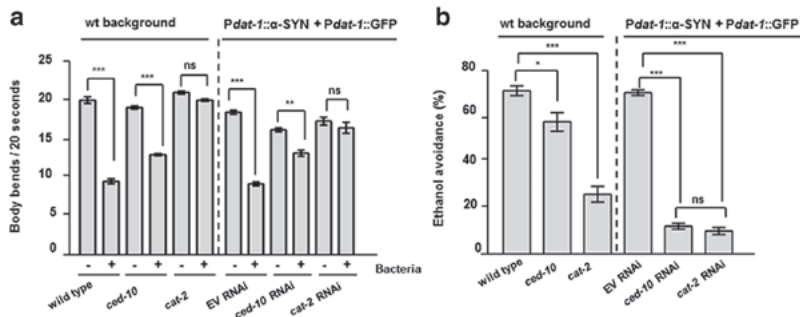 a
wt background
Pdat-1::α-SYN + Pdat-1::GFP
Body bends / 20 seconds
25
20
15
10
5
0
***
***
ns
***
**
ns
- + - + - + - + - + - +
Bacteria
wild type
ced-10
cat-2
EV RNAi
ced-10 RNAi
cat-2 RNAi
b
wt background
Pdat-1::α-SYN + Pdat-1::GFP
Ethanol avoidance (%)
80
60
40
20
0
***
*
***
***
ns
wild type
ced-10
cat-2
EV RNAi
ced-10 RNAi
cat-2 RNAi